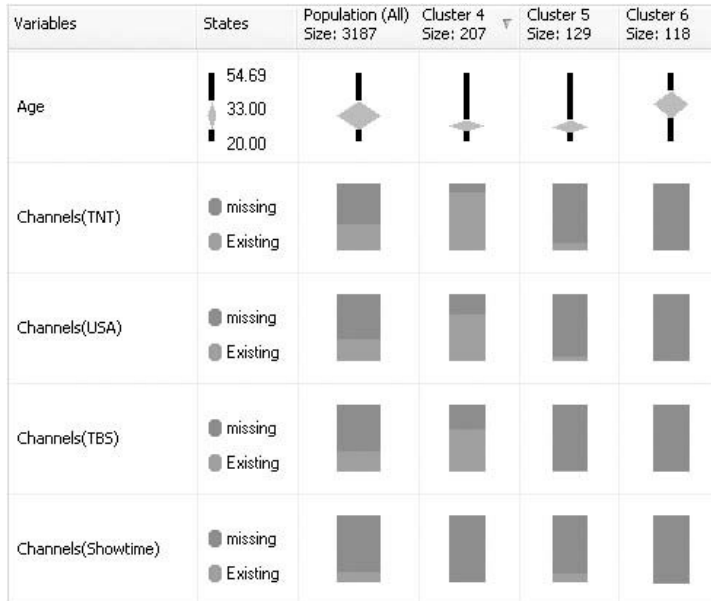 Variables States Population (All) Cluster 4 Cluster 5 Cluster 6
Size: 3187 Size: 207 Size: 129 Size: 118
54.69
Age 33.00
20.00
Channels(TNT) missing
Existing
Channels(USA) missing
Existing
Channels(TBS) missing
Existing
Channels(Showtime) missing
Existing